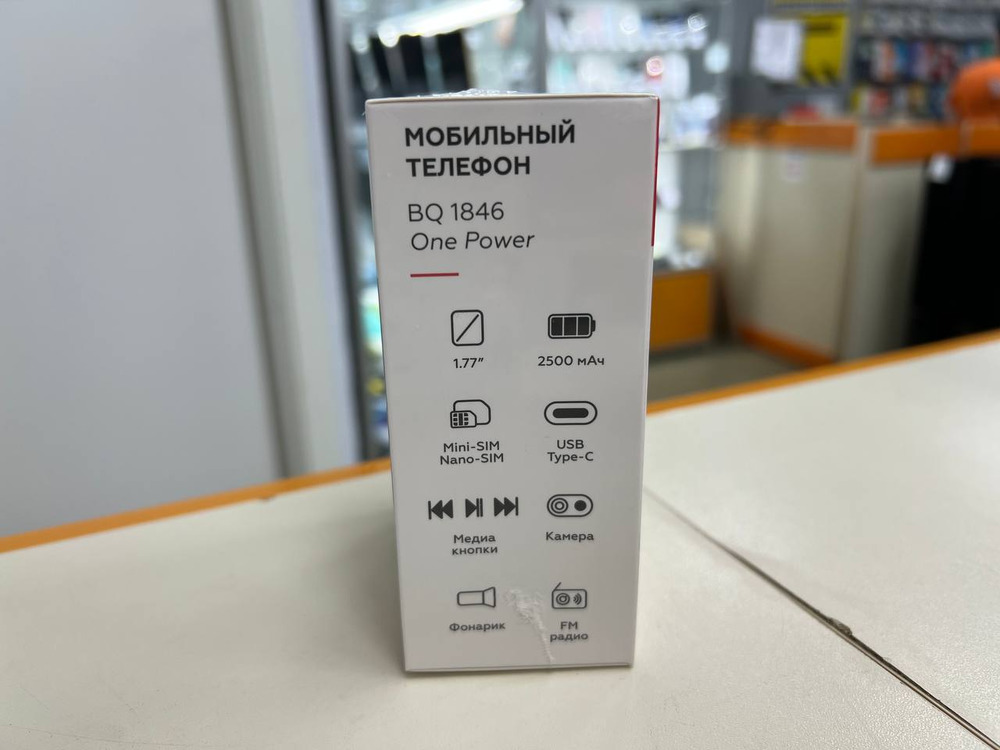 МОБИЛЬНЫЙ
ТЕЛЕФОН
BQ 1846
One Power
1.77”
2500 мАч
Mini-SIM
Nano-SIM
USB
Type-C
Медиа
кнопки
Камера
Фонарик
FM
радио